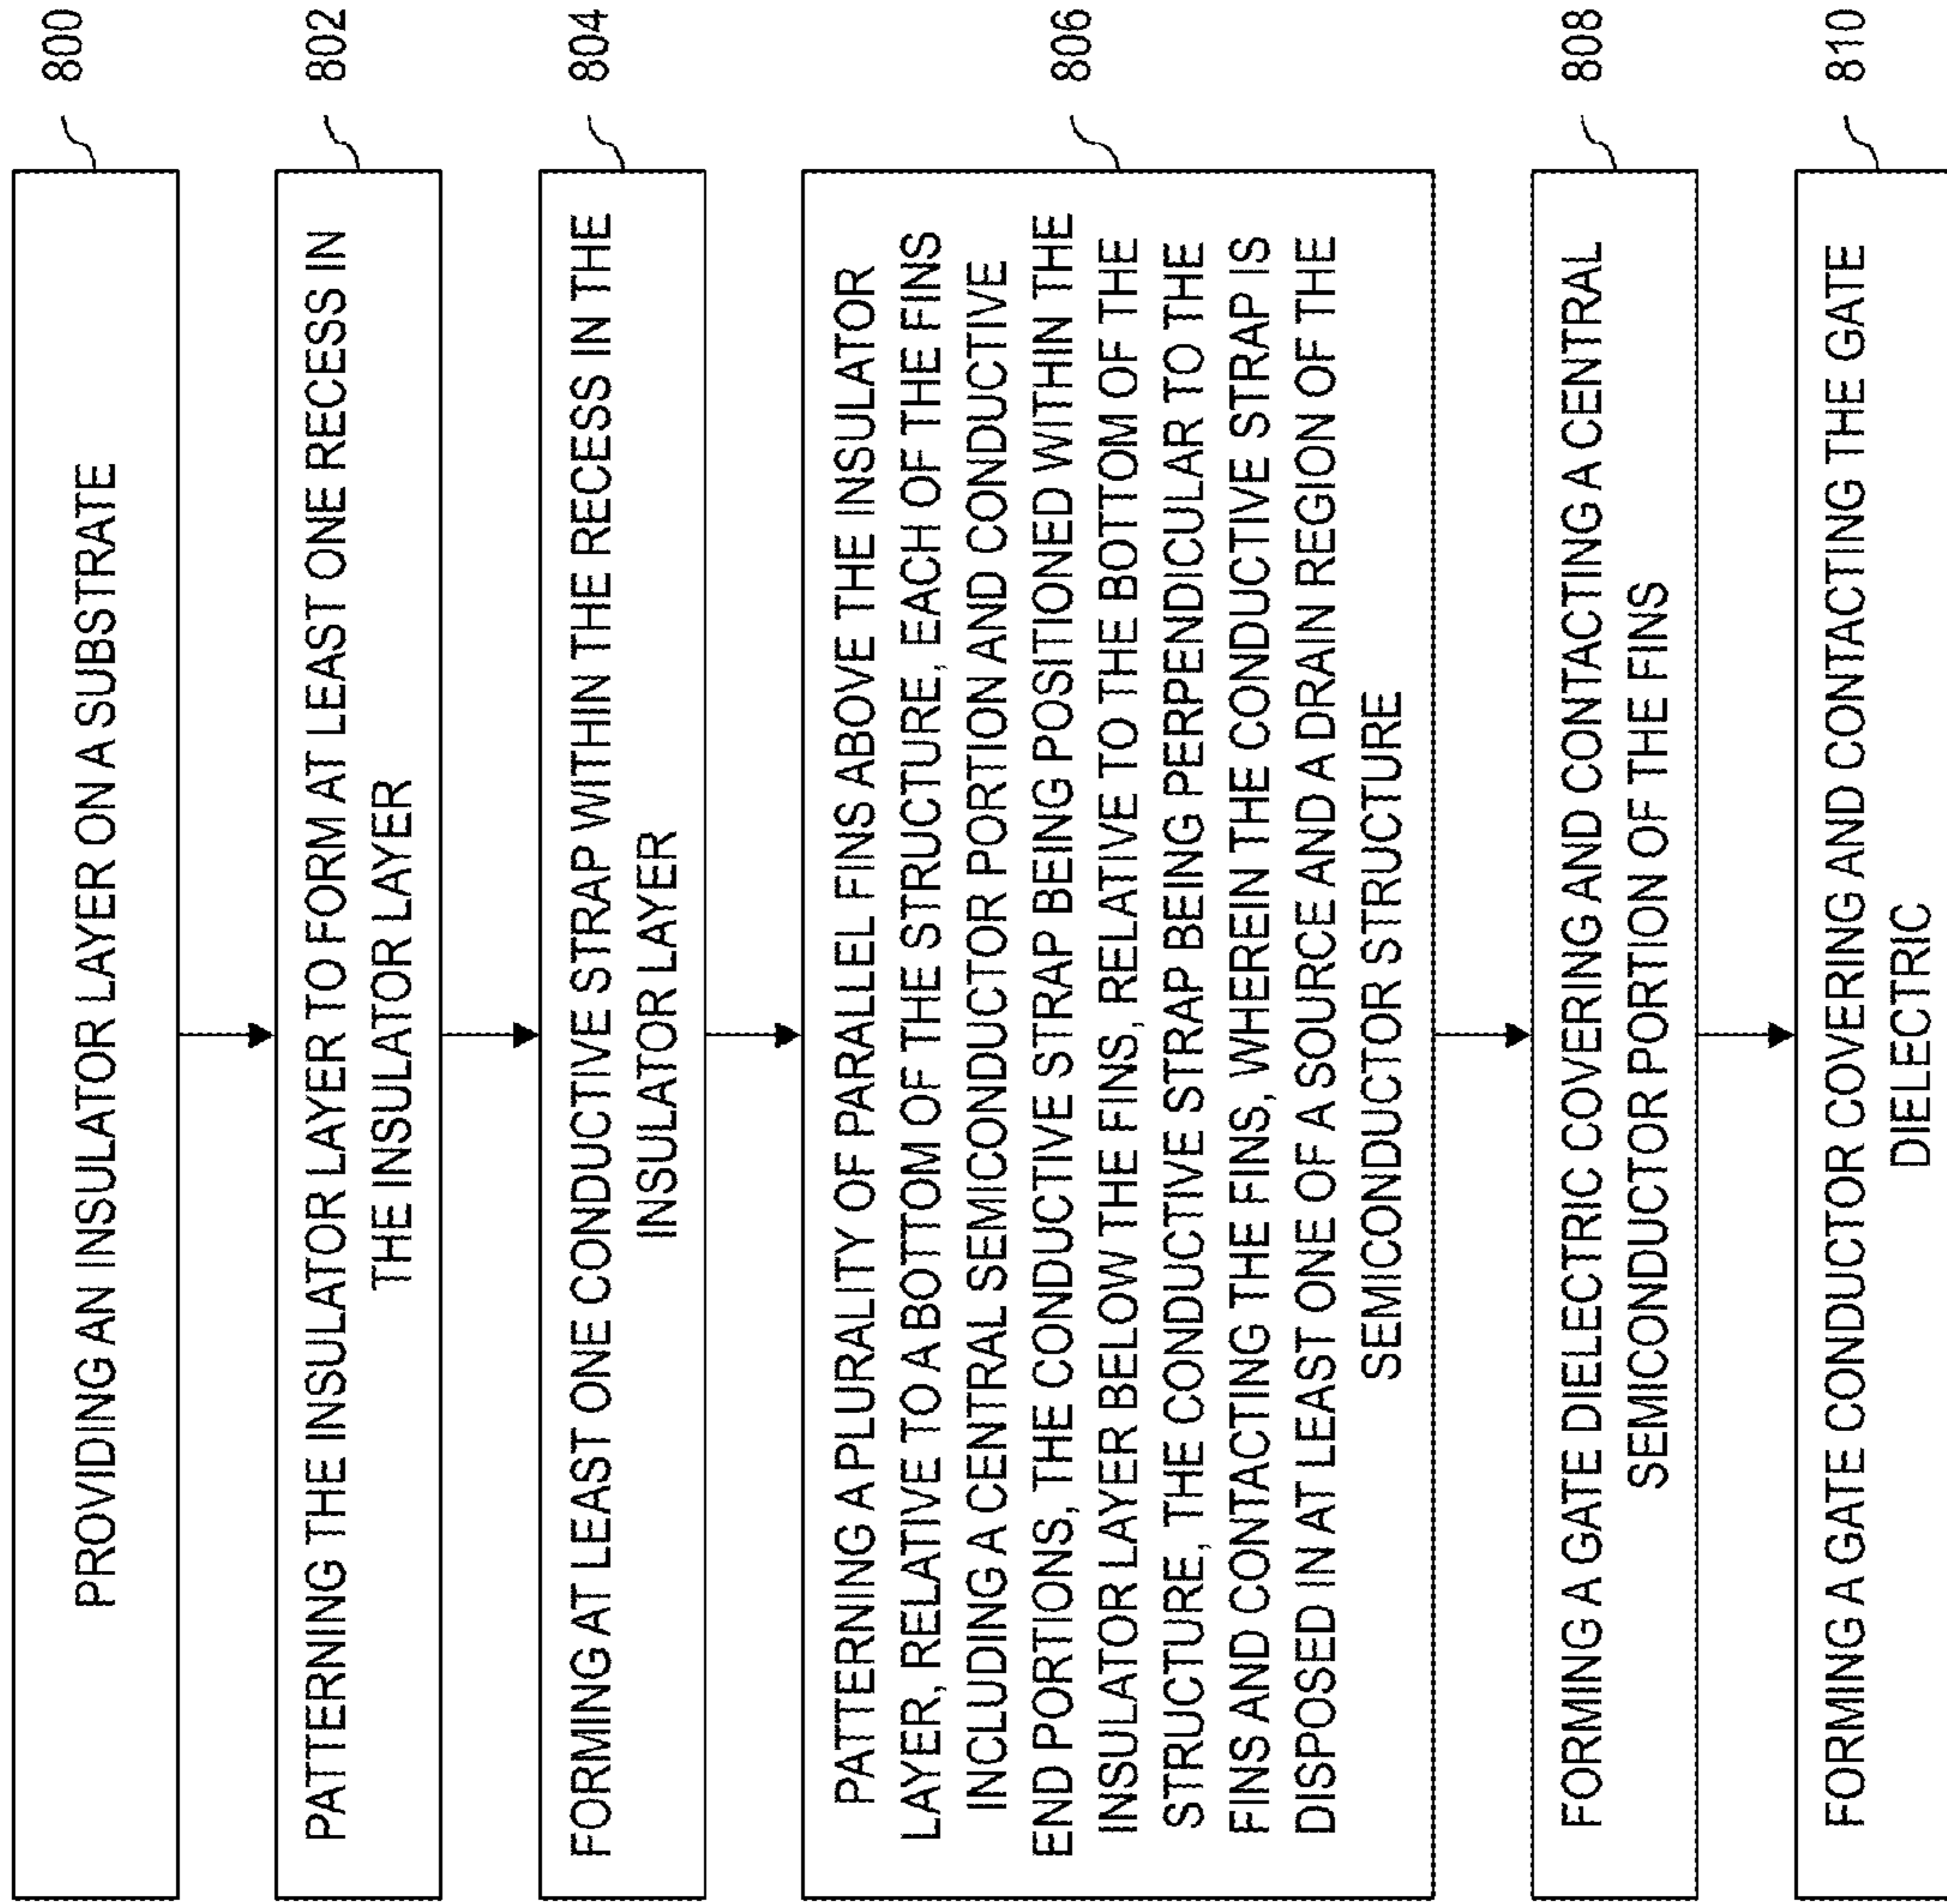 PROVIDING AN INSULATOR LAYER ON A SUBSTRATE
800
PATTERNING THE INSULATOR LAYER TO FORM AT LEAST ONE RECESS IN
THE INSULATOR LAYER
802
FORMING AT LEAST ONE CONDUCTIVE STRAP WITHIN THE RECESS IN THE
INSULATOR LAYER
804
PATTERNING A PLURALITY OF PARALLEL FINS ABOVE THE INSULATOR
LAYER, RELATIVE TO A BOTTOM OF THE STRUCTURE, EACH OF THE FINS
INCLUDING A CENTRAL SEMICONDUCTOR PORTION AND CONDUCTIVE
END PORTIONS, THE CONDUCTIVE STRAP BEING POSITIONED WITHIN THE
INSULATOR LAYER BELOW THE FINS, RELATIVE TO THE BOTTOM OF THE
STRUCTURE, THE CONDUCTIVE STRAP BEING PERPENDICULAR TO THE
FINS AND CONTACTING THE FINS, WHEREIN THE CONDUCTIVE STRAP IS
DISPOSED IN AT LEAST ONE OF A SOURCE AND A DRAIN REGION OF THE
SEMICONDUCTOR STRUCTURE
806
FORMING A GATE DIELECTRIC COVERING AND CONTACTING A CENTRAL
SEMICONDUCTOR PORTION OF THE FINS
808
FORMING A GATE CONDUCTOR COVERING AND CONTACTING THE GATE
DIELECTRIC
810